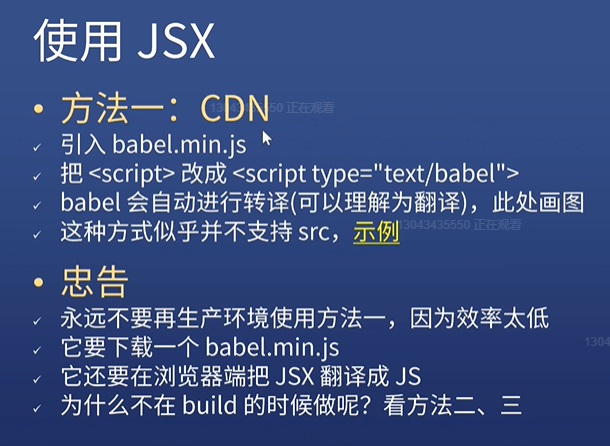 使用 JSX
• 方法一：CDN
13043435550 正在观看
✓ 引入 babel.min.js
✓ 把 <script> 改成 <script type="text/babel">
✓ babel 会自动进行转译(可以理解为翻译)，此处画图
✓ 这种方式似乎并不支持 src，示例
13043435550 正在观看
• 忠告
✓ 永远不要再生产环境使用方法一，因为效率太低
✓ 它要下载一个 babel.min.js
1304
✓ 它还要在浏览器端把 JSX 翻译成 JS
✓ 为什么不在 build 的时候做呢？看方法二、三